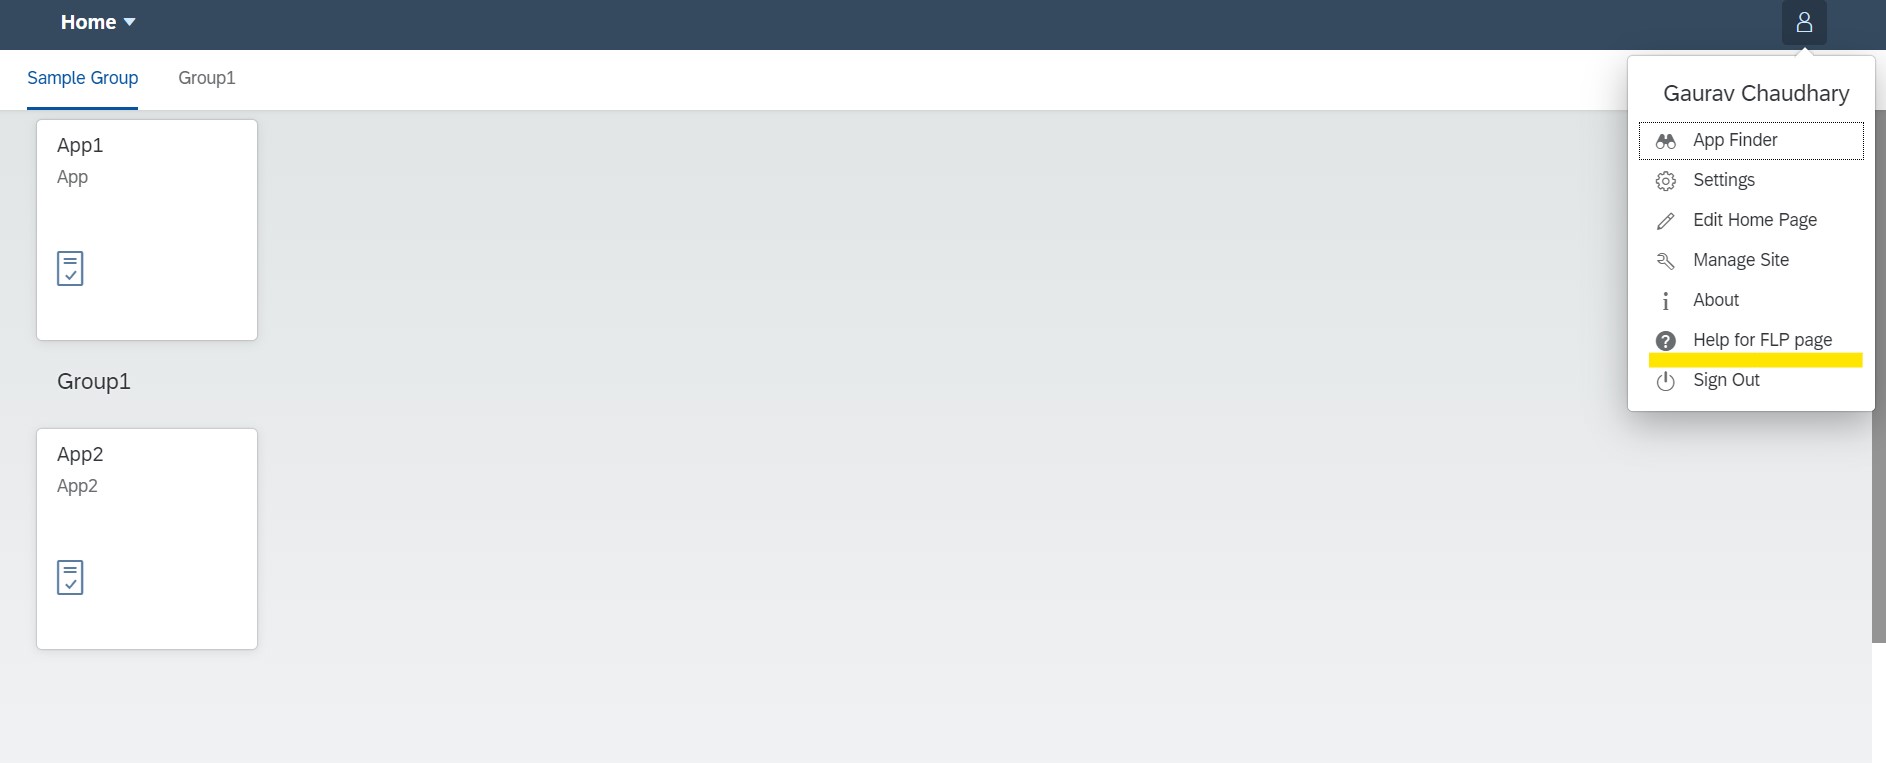 Home
Sample Group Group1
App1
App
Group1
App2
App2
Gaurav Chaudhary
App Finder
Settings
Edit Home Page
Manage Site
About
Help for FLP page
Sign Out